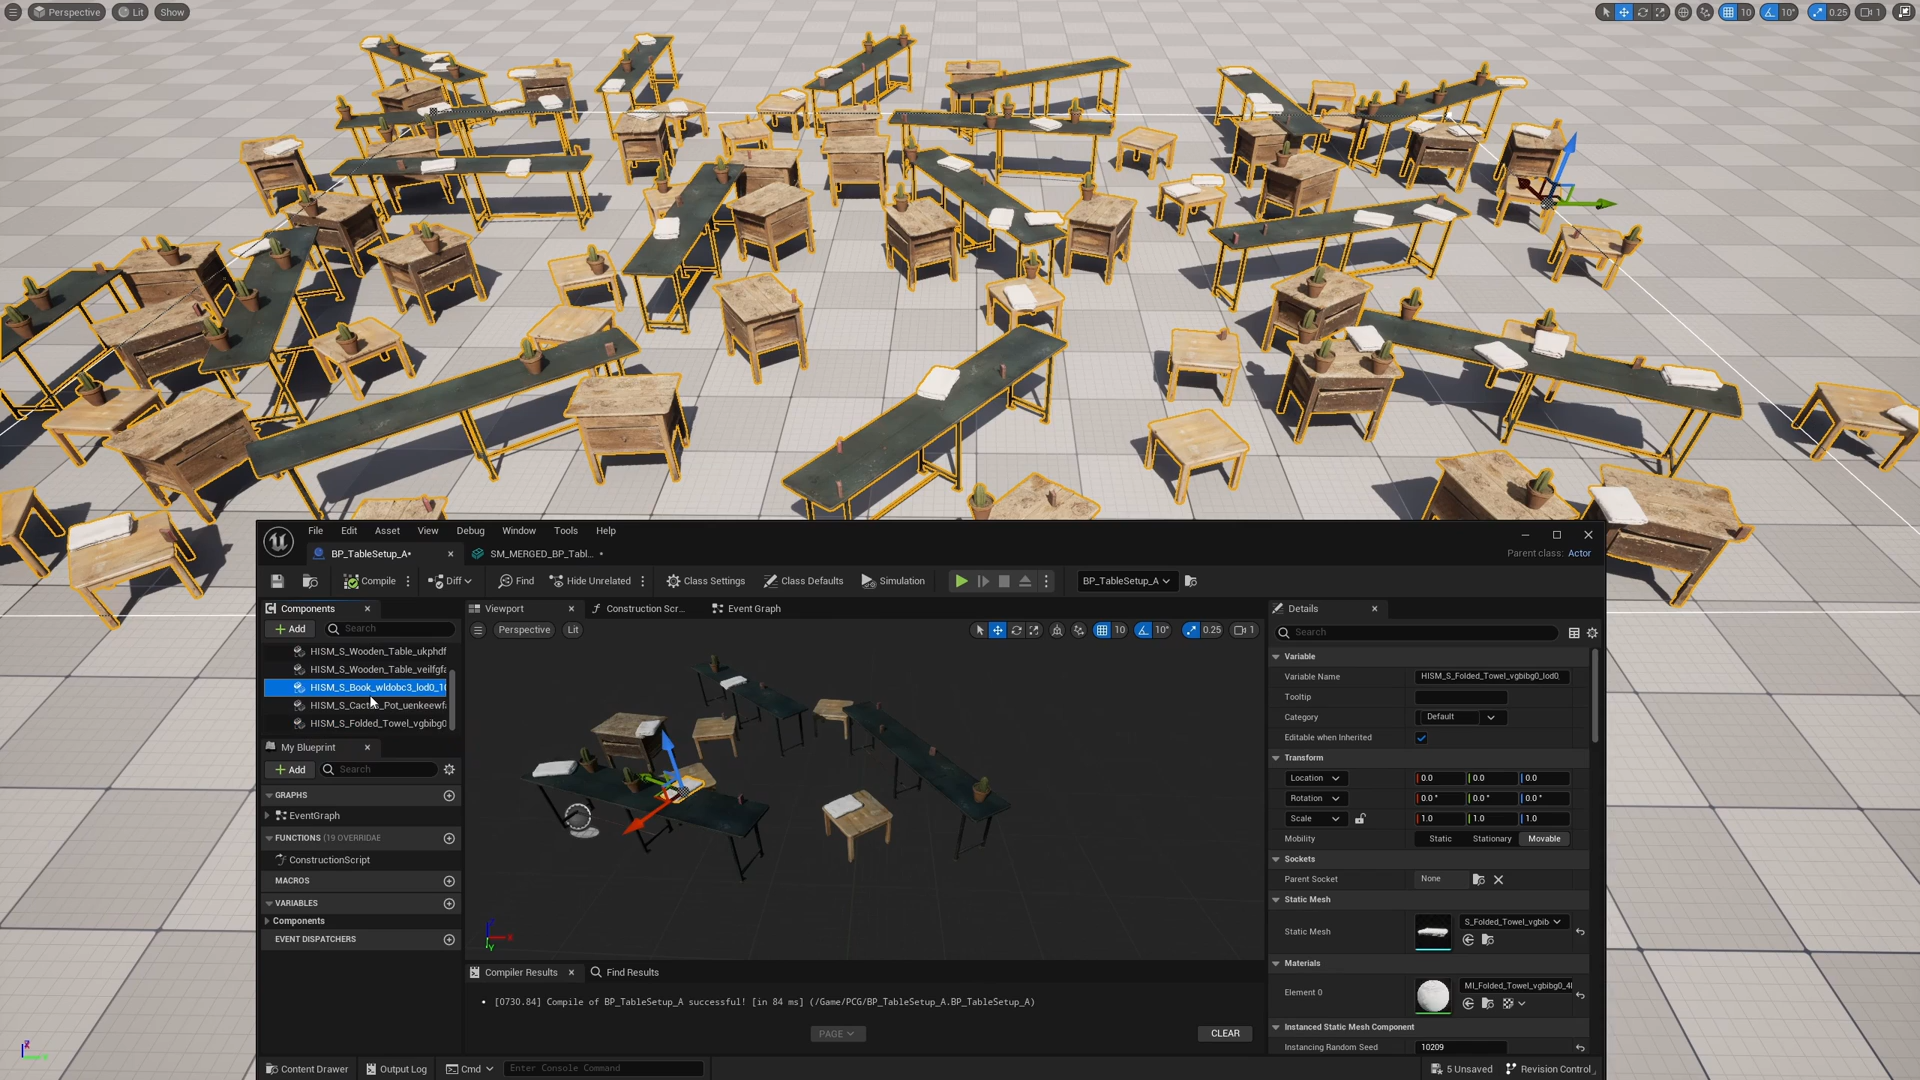 Perspective
Lit
Show
10
10°
0.25
1
File
Edit
Asset
View
Debug
Window
Tools
Help
BP_TableSetup_A•
SM_MERGED_BP_Tabl...
Parent class: Actor
Compile
Diff
Find
Hide Unrelated
Class Settings
Class Defaults
Simulation
BP_TableSetup_A
Components
Add
Search
HISM_S_Wooden_Table_ukphdf
HISM_S_Wooden_Table_veilfgfa
HISM_S_Book_wldobc3_lod0_10
HISM_S_Cactus_Pot_uenkeewfa
HISM_S_Folded_Towel_vgbibg0
My Blueprint
Add
Search
GRAPHS
EventGraph
FUNCTIONS (19 OVERRIDAE
ConstructionScript
MACROS
VARIABLES
Components
EVENT DISPATCHERS
Viewport
Construction Scr...
Event Graph
Perspective
Lit
10
10°
0.25
1
Compiler Results
Find Results
[0730.84] Compile of BP_TableSetup_A successful! [in 84 ms] (/Game/PCG/BP_TableSetup_A.BP_TableSetup_A)
PAGE
CLEAR
Details
Search
Variable
Variable Name
HISM_S_Folded_Towel_vgbibg0_lod0_
Tooltip
Category
Default
Editable when Inherited
Transform
Location
0.0
0.0
0.0
Rotation
0.0 °
0.0 °
0.0 °
Scale
1.0
1.0
1.0
Mobility
Static
Stationary
Movable
Sockets
Parent Socket
None
Static Mesh
Static Mesh
S_Folded_Towel_vgbib
Materials
Element 0
MI_Folded_Towel_vgbibg0_4
Instanced Static Mesh Component
Instancing Random Seed
10209
Content Drawer
Output Log
Cmd
Enter Console Command
5 Unsaved
Revision Control